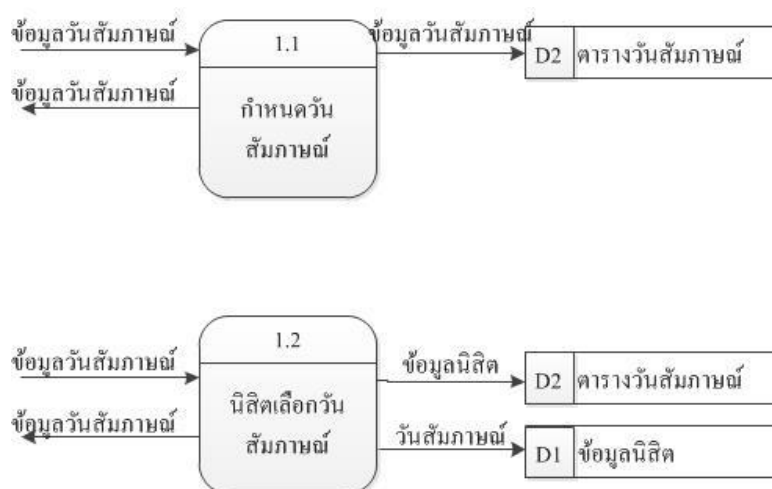 ข้อมูลวันสัมภาษณ์
1.1
ข้อมูลวันสัมภาษณ์
D2 ตารางวันสัมภาษณ์
ข้อมูลวันสัมภาษณ์
กำหนดวัน
สัมภาษณ์
1.2
ข้อมูลวันสัมภาษณ์
ข้อมูลนิสิต
D2 ตารางวันสัมภาษณ์
นิสิตเลือกวัน
สัมภาษณ์
ข้อมูลวันสัมภาษณ์
วันสัมภาษณ์
D1 ข้อมูลนิสิต